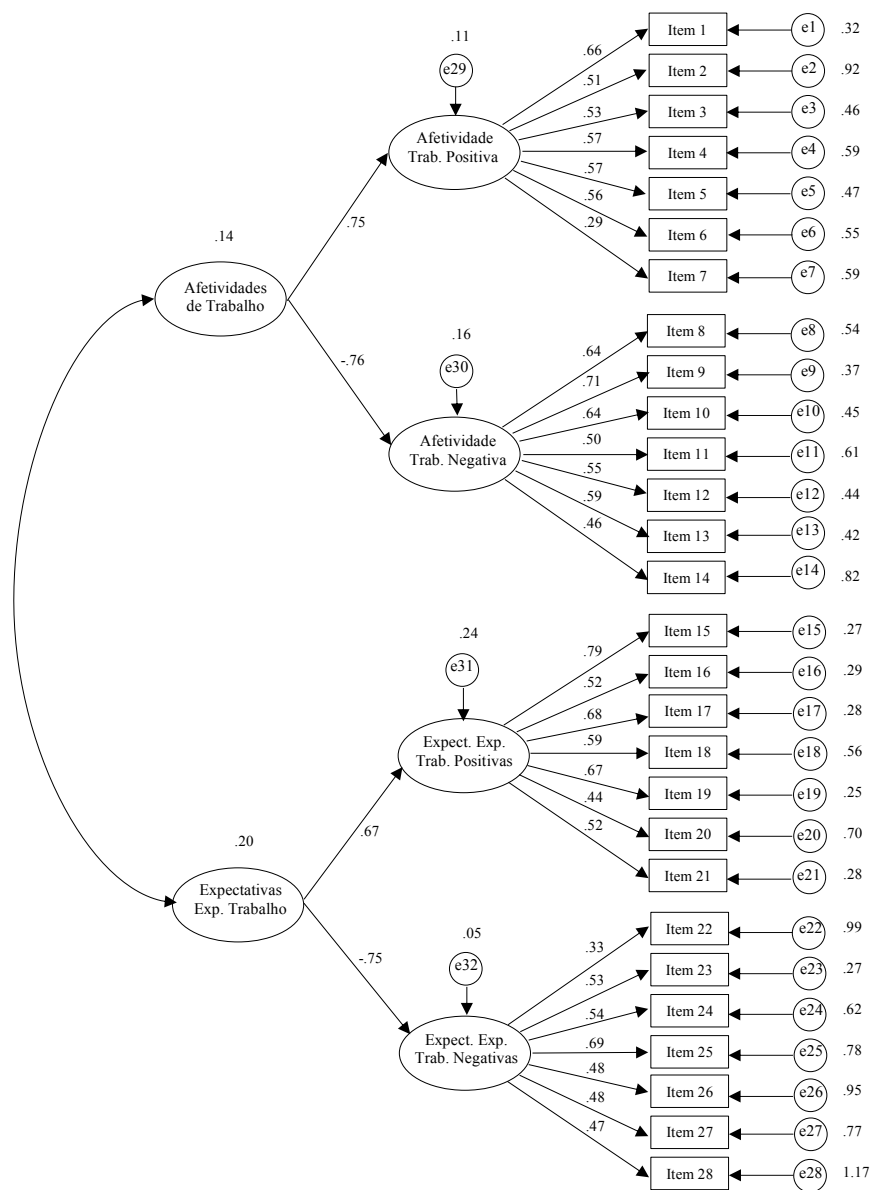 .11
e29
Afetividade
Trab. Positiva
.66
.51
.53
.57
.57
.56
.29
Item 1
e1
.32
Item 2
e2
.92
Item 3
e3
.46
Item 4
e4
.59
Item 5
e5
.47
Item 6
e6
.55
Item 7
e7
.59
.75
.14
Afetividades
de Trabalho
-.76
.16
e30
Afetividade
Trab. Negativa
.64
.71
.64
.50
.55
.59
.46
Item 8
e8
.54
Item 9
e9
.37
Item 10
e10
.45
Item 11
e11
.61
Item 12
e12
.44
Item 13
e13
.42
Item 14
e14
.82
.24
e31
Expect. Exp.
Trab. Positivas
.79
.52
.68
.59
.67
.44
.52
Item 15
e15
.27
Item 16
e16
.29
Item 17
e17
.28
Item 18
e18
.56
Item 19
e19
.25
Item 20
e20
.70
Item 21
e21
.28
.67
.20
Expectativas
Exp. Trabalho
-.75
.05
e32
Expect. Exp.
Trab. Negativas
.33
.53
.54
.69
.48
.48
.47
Item 22
e22
.99
Item 23
e23
.27
Item 24
e24
.62
Item 25
e25
.78
Item 26
e26
.95
Item 27
e27
.77
Item 28
e28
1.17